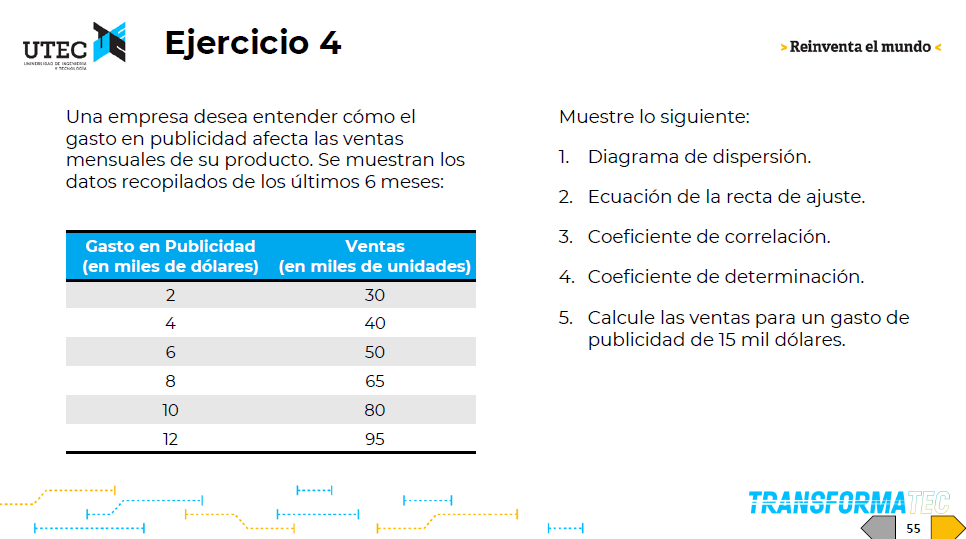 UTEC
UNIVERSIDAD DE INGENIERÍA
Y TECNOLOGÍA
Ejercicio 4
> Reinventa el mundo <
Una empresa desea entender cómo el
gasto en publicidad afecta las ventas
mensuales de su producto. Se muestran los
datos recopilados de los últimos 6 meses:
Gasto en Publicidad
(en miles de dólares)
Ventas
(en miles de unidades)
2 30
4 40
6 50
8 65
10 80
12 95
Muestre lo siguiente:
1. Diagrama de dispersión.
2. Ecuación de la recta de ajuste.
3. Coeficiente de correlación.
4. Coeficiente de determinación.
5. Calcule las ventas para un gasto de
publicidad de 15 mil dólares.
TRANSFORMATEC
55